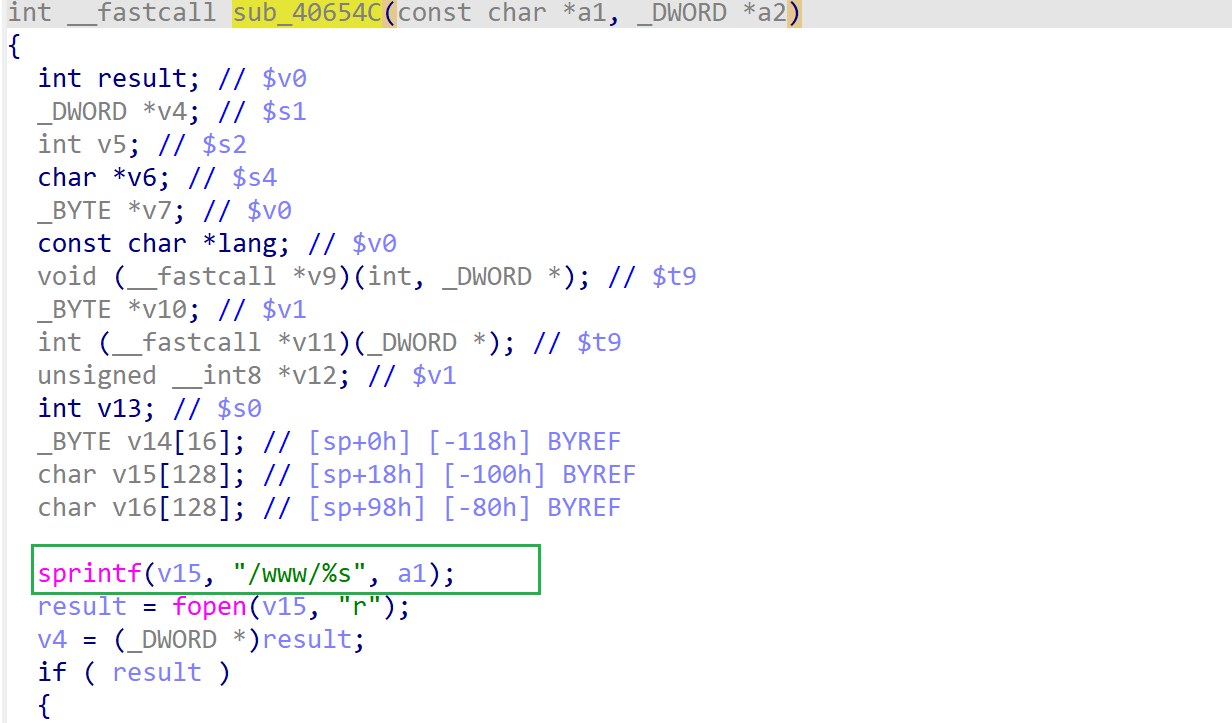 int __fastcall sub_40654C(const char *a1, _DWORD *a2)
{
  int result; // $v0
  _DWORD *v4; // $s1
  int v5; // $s2
  char *v6; // $s4
  _BYTE *v7; // $v0
  const char *lang; // $v0
  void (__fastcall *v9)(int, _DWORD *); // $t9
  _BYTE *v10; // $v1
  int (__fastcall *v11)(_DWORD *); // $t9
  unsigned __int8 *v12; // $v1
  int v13; // $s0
  _BYTE v14[16]; // [sp+0h] [-118h] BYREF
  char v15[128]; // [sp+18h] [-100h] BYREF
  char v16[128]; // [sp+98h] [-80h] BYREF
  sprintf(v15, "/www/%s", a1);
  result = fopen(v15, "r");
  v4 = (_DWORD *)result;
  if ( result )
  {